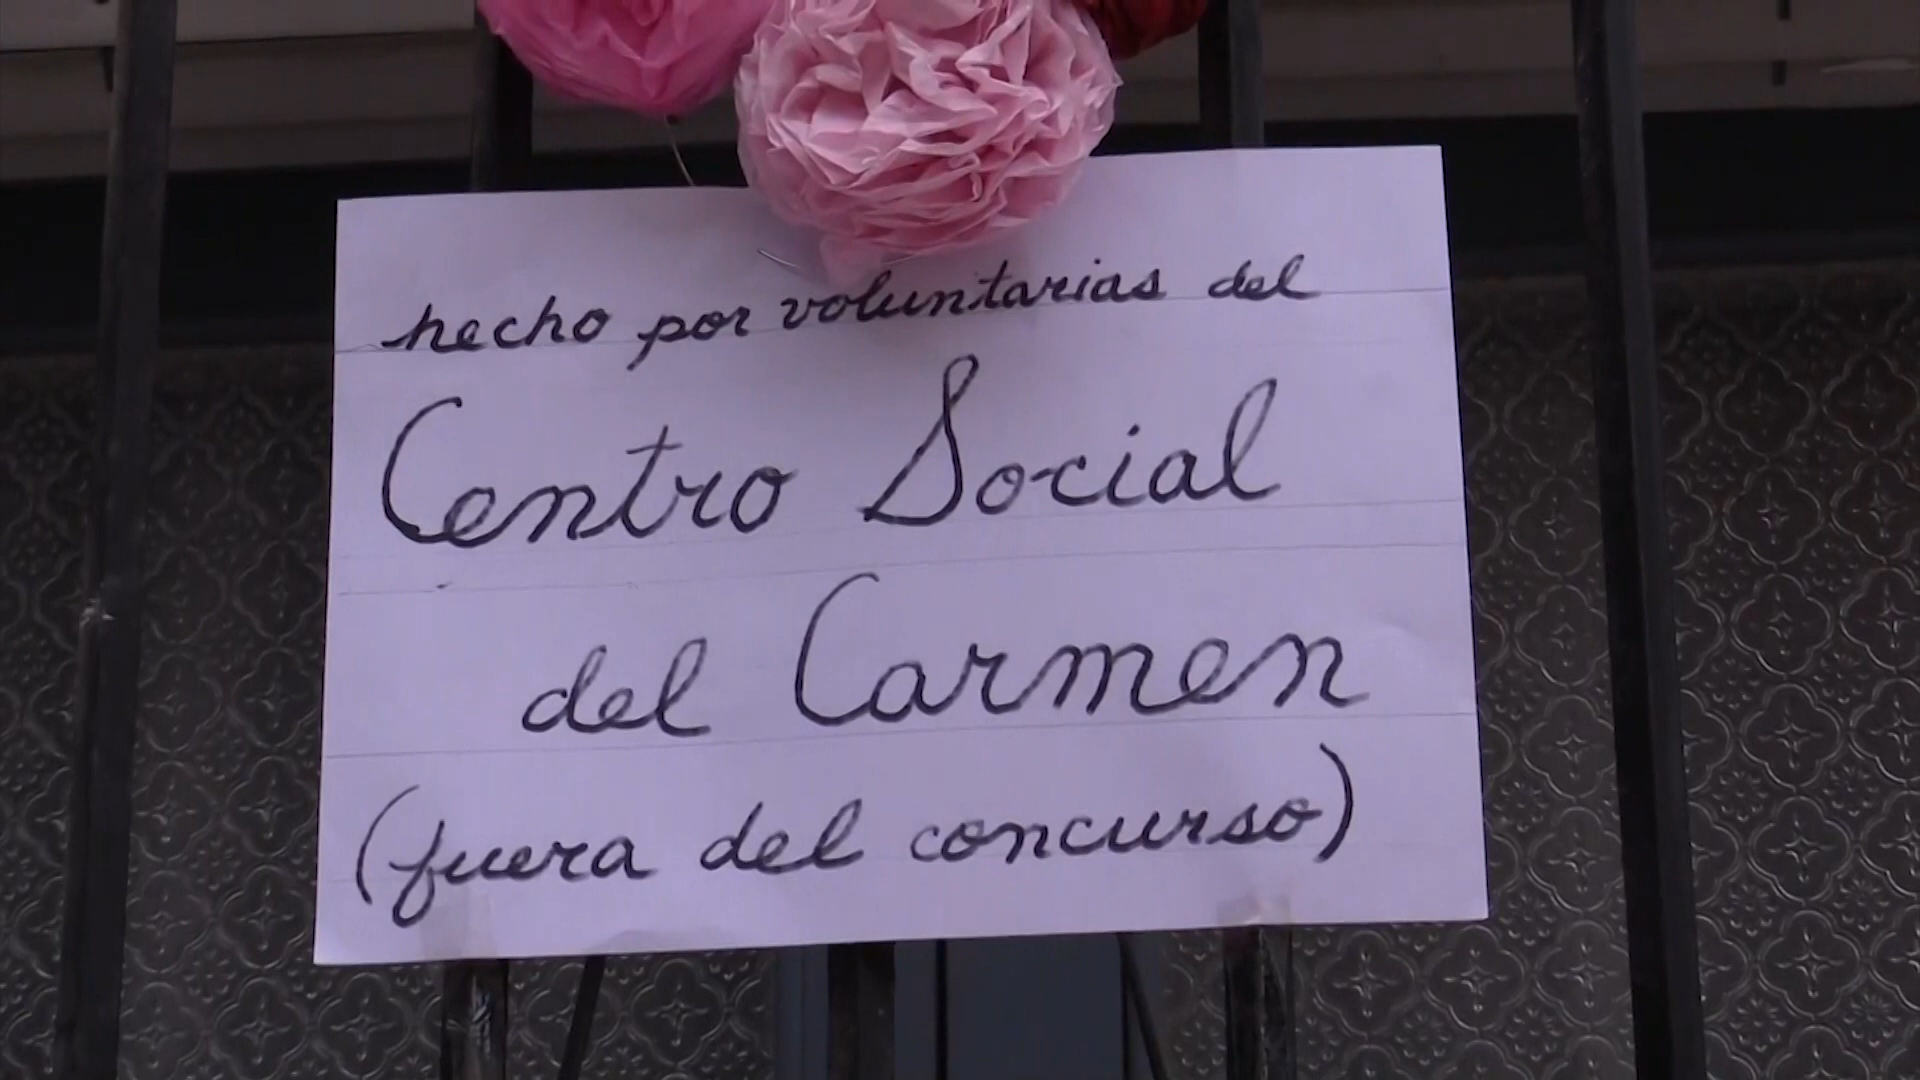 hecho por voluntarias del
Centro Social
del Carmen
(fuera del concurso)